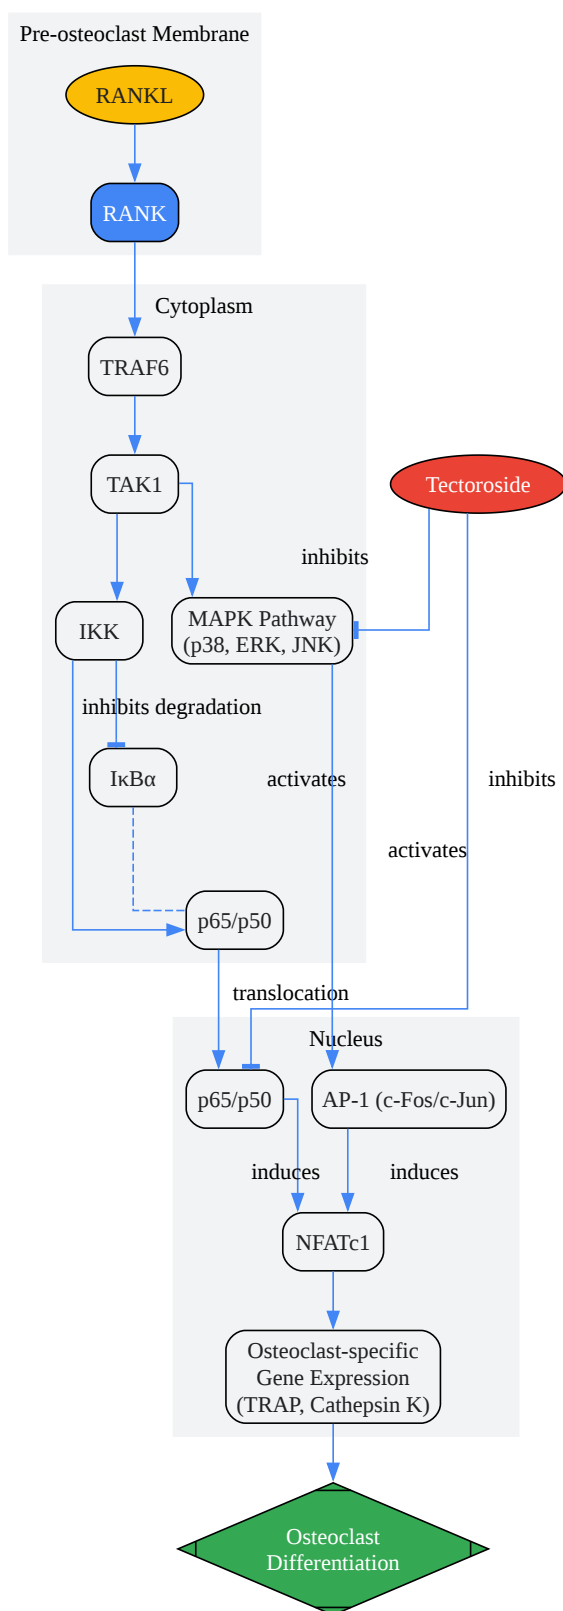 Pre-osteoclast Membrane
RANKL
RANK
Cytoplasm
TRAF6
TAK1
Tectoroside
inhibits
IKK
MAPK Pathway
(p38, ERK, JNK)
inhibits degradation
IκBα
activates
inhibits
activates
p65/p50
translocation
Nucleus
p65/p50
AP-1 (c-Fos/c-Jun)
induces
induces
NFATc1
Osteoclast-specific
Gene Expression
(TRAP, Cathepsin K)
Osteoclast
Differentiation